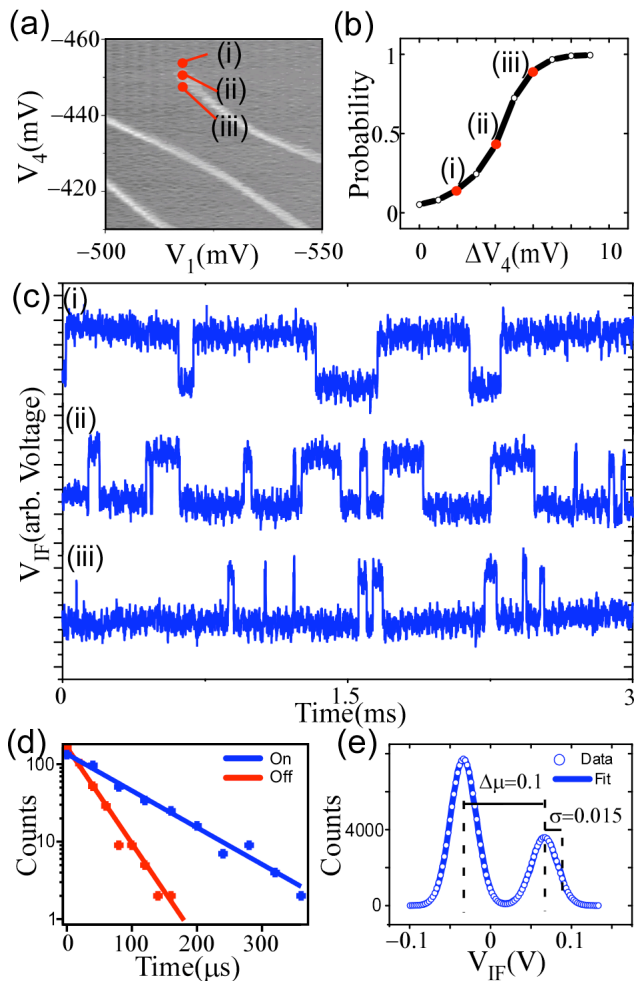 (a)
−460
−440
−420
V4(mV)
(i)
(ii)
(iii)
−500
V1(mV)
−550
(b)
Probability
1
0.5
0
(i)
(ii)
(iii)
0
ΔV4(mV)
10
(c)
VIF(arb. Voltage)
(i)
(ii)
(iii)
0
1.5
3
Time(ms)
(d)
Counts
100
10
1
On
Off
0
100
200
300
Time(μs)
(e)
Counts
4000
0
Data
Fit
Δμ=0.1
σ=0.015
−0.1
0
0.1
VIF(V)